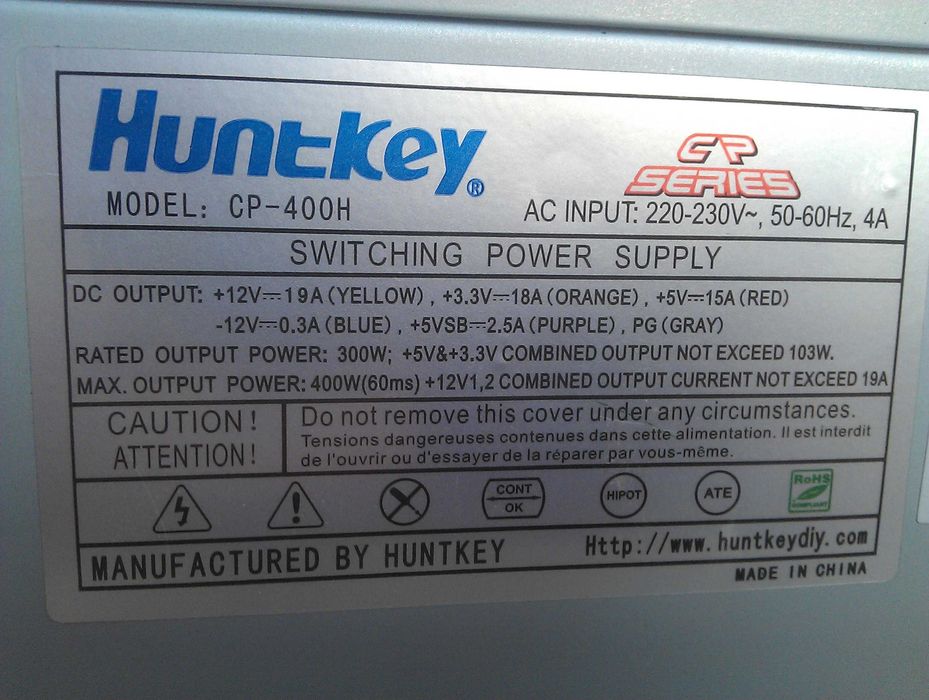 HuntKey®
CP
SERIES
MODEL: CP-400H
AC INPUT: 220-230V~, 50-60Hz, 4A
SWITCHING POWER SUPPLY
DC OUTPUT: +12V⎓19A(YELLOW), +3.3V⎓18A(ORANGE), +5V⎓15A(RED)
-12V⎓0.3A(BLUE), +5VSB⎓2.5A(PURPLE), PG(GRAY)
RATED OUTPUT POWER: 300W; +5V&+3.3V COMBINED OUTPUT NOT EXCEED 103W.
MAX. OUTPUT POWER: 400W(60ms) +12V1,2 COMBINED OUTPUT CURRENT NOT EXCEED 19A
CAUTION!
ATTENTION!
Do not remove this cover under any circumstances.
Tensions dangereuses contenues dans cette alimentation. Il est interdit
de l'ouvrir ou d'essayer de la réparer par vous-même.
CONT
OK
HIPOT
ATE
RoHS
COMPLIANT
MANUFACTURED BY HUNTKEY
Http://www.huntkeydiy.com
MADE IN CHINA